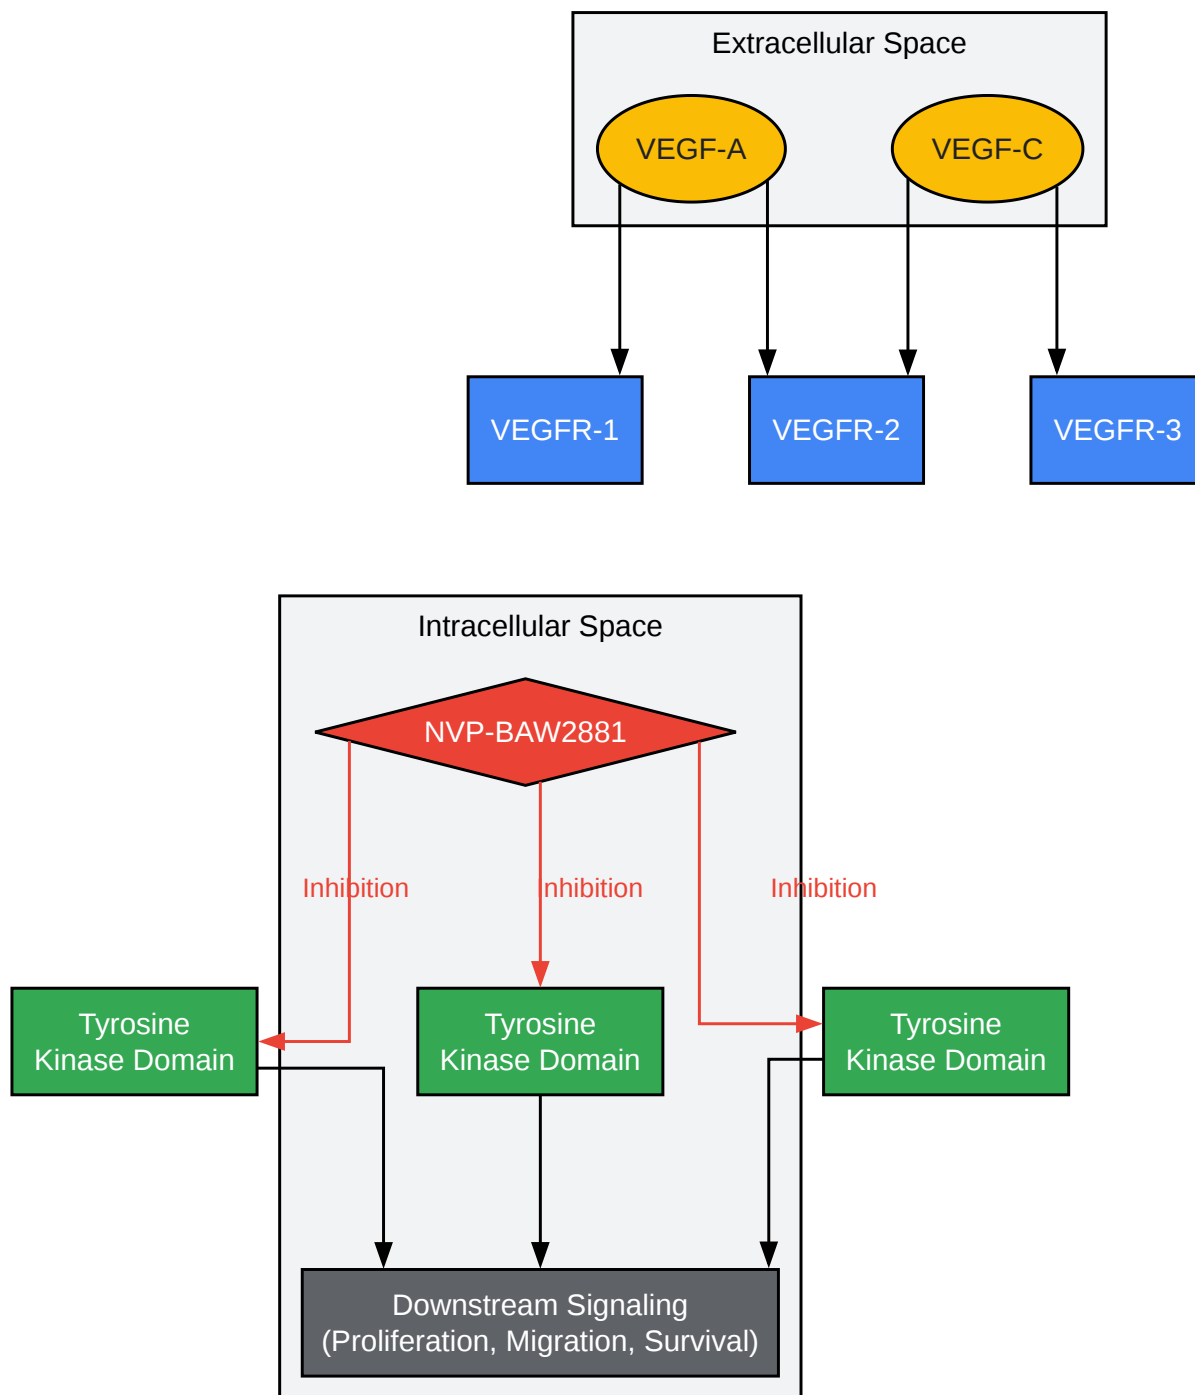 Extracellular Space
VEGF-A
VEGF-C
VEGFR-1
VEGFR-2
VEGFR-3
Intracellular Space
NVP-BAW2881
Inhibition
Inhibition
Inhibition
Tyrosine
Kinase Domain
Tyrosine
Kinase Domain
Tyrosine
Kinase Domain
Downstream Signaling
(Proliferation, Migration, Survival)